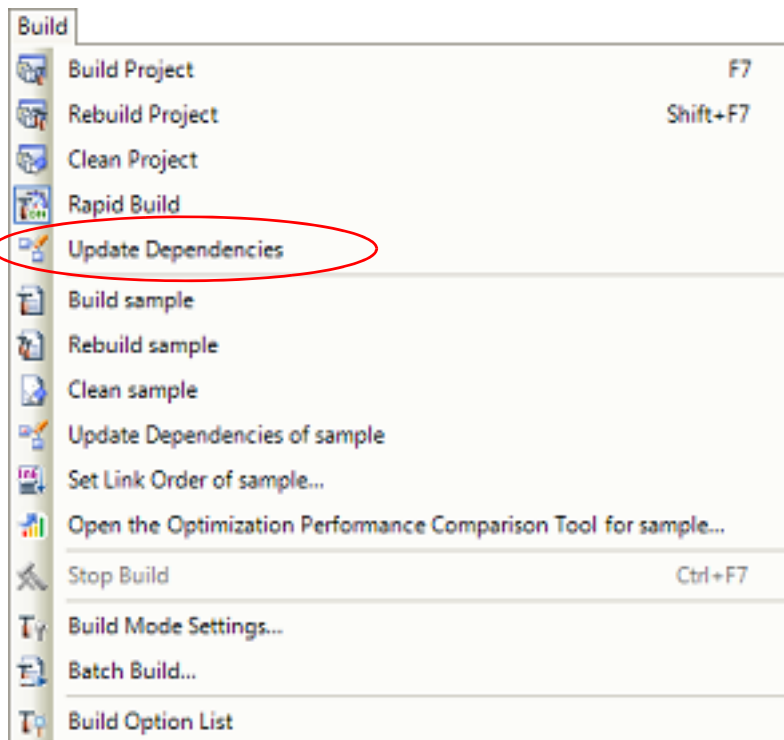 Build
Build Project F7
Rebuild Project Shift+F7
Clean Project
Rapid Build
Update Dependencies
Build sample
Rebuild sample
Clean sample
Update Dependencies of sample
Set Link Order of sample...
Open the Optimization Performance Comparison Tool for sample...
Stop Build Ctrl+F7
Build Mode Settings...
Batch Build...
Build Option List